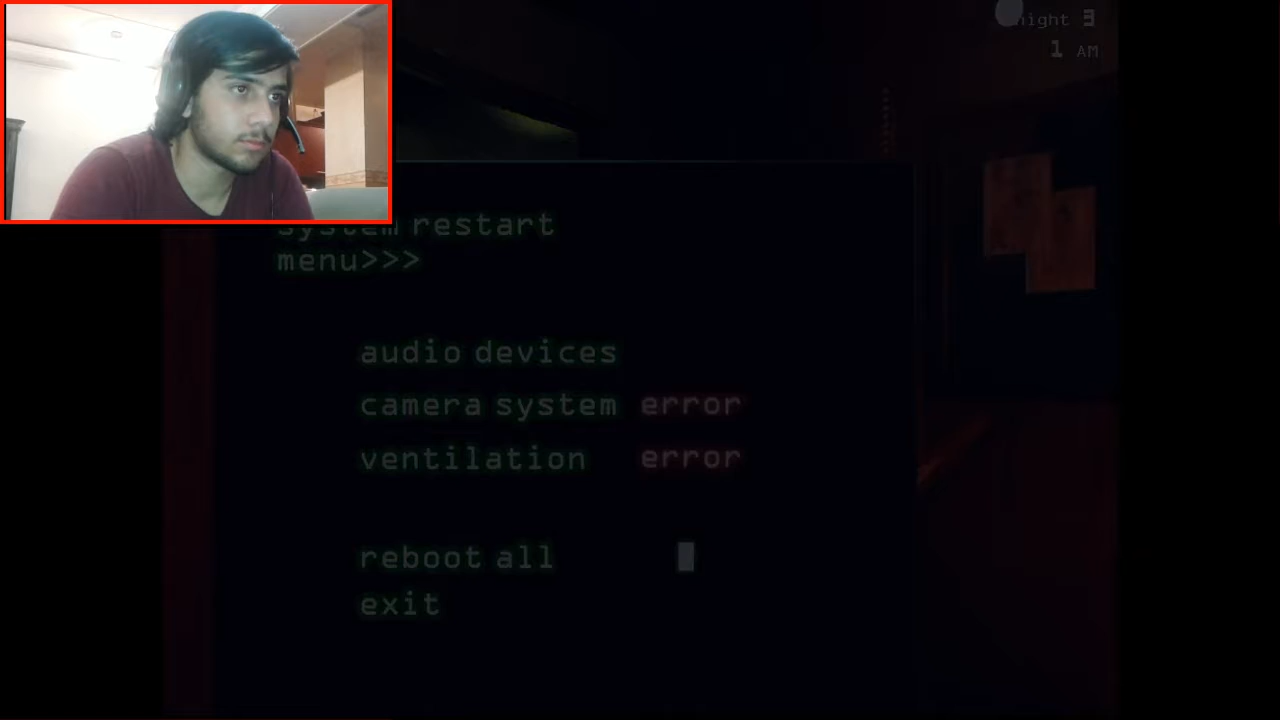 night 3
1 AM
system restart
menu>>>
audio devices
camera system error
ventilation error
reboot all
exit